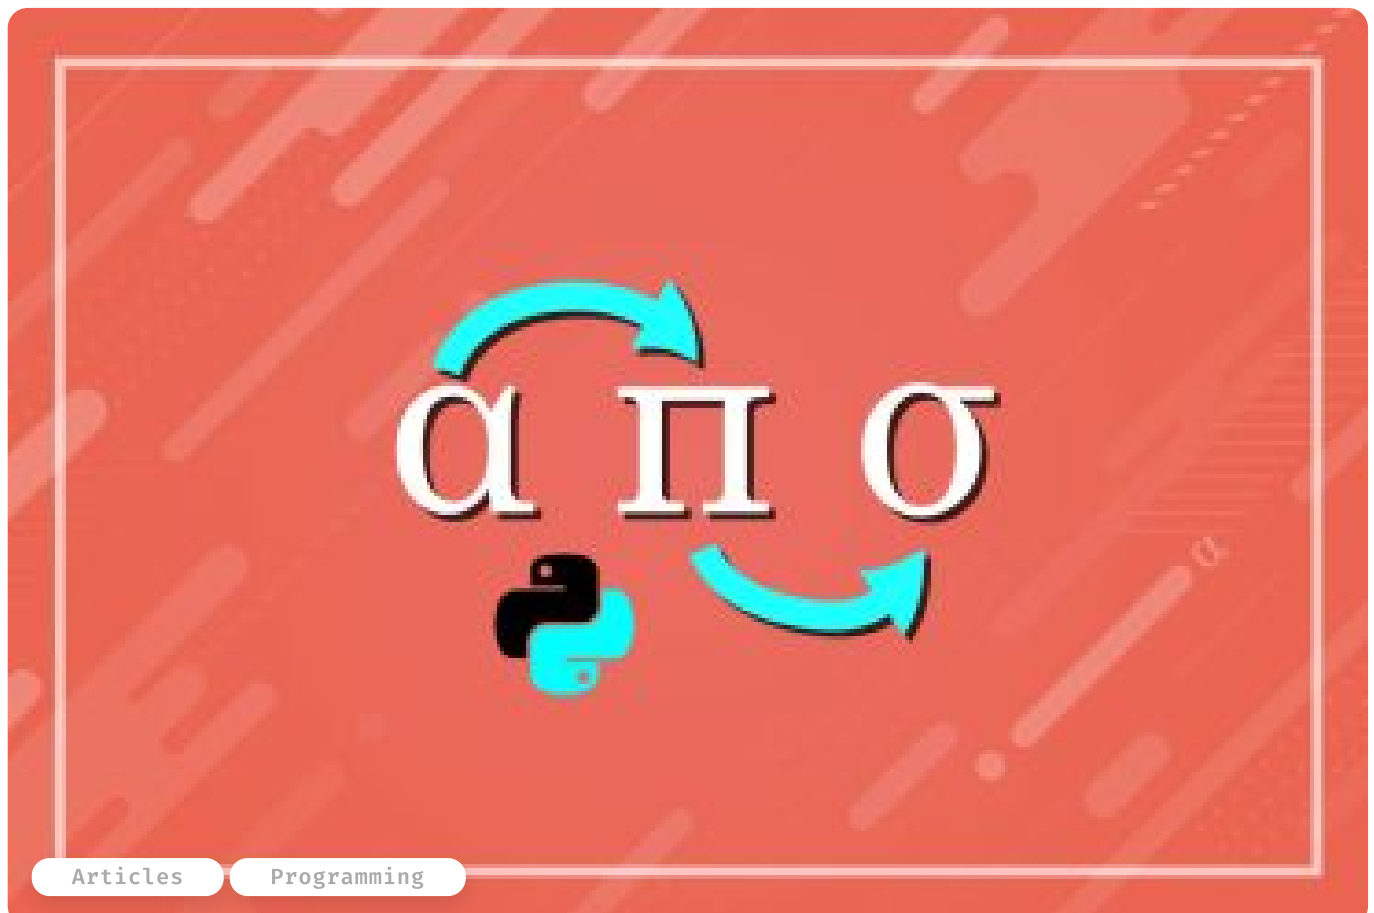 α π σ
α
Articles Programming